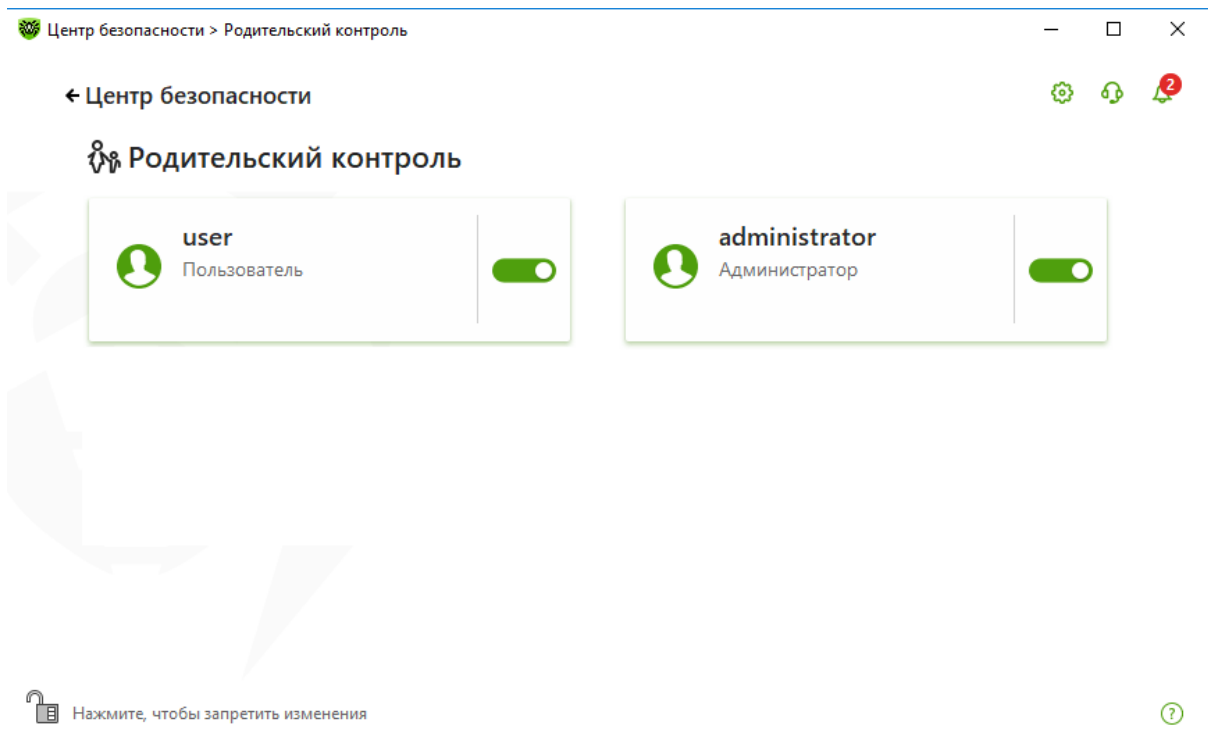 Центр безопасности > Родительский контроль
Центр безопасности
2
Родительский контроль
user
Пользователь
administrator
Администратор
Нажмите, чтобы запретить изменения
?